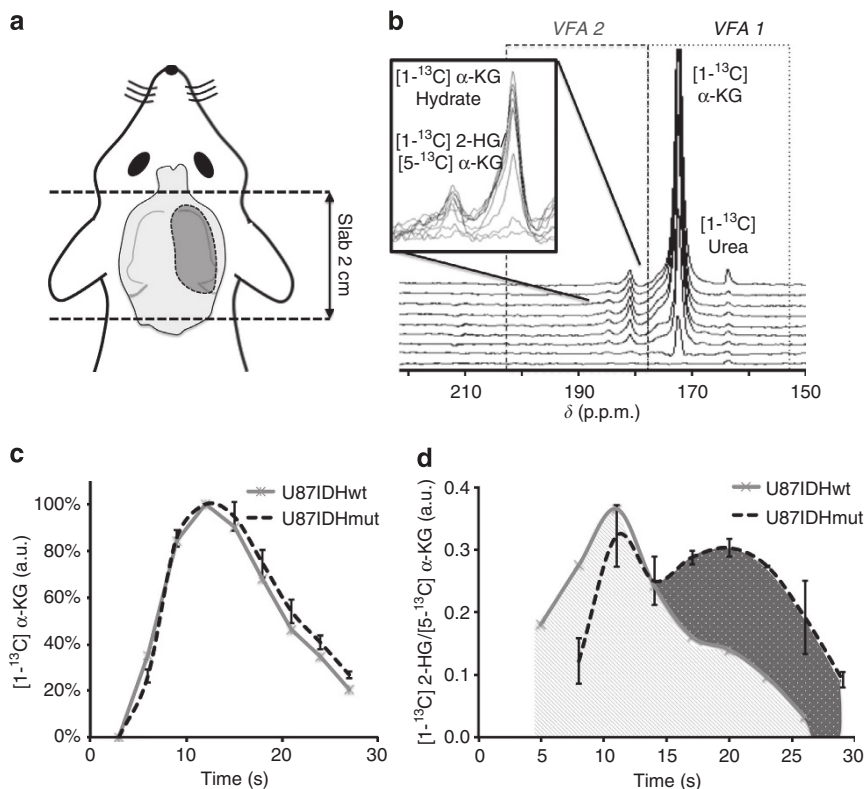 a
Slab 2 cm
b
VFA 2
VFA 1
[1-¹³C] α-KG
Hydrate
[1-¹³C] 2-HG/
[5-¹³C] α-KG
[1-¹³C]
α-KG
[1-¹³C]
Urea
210 190 170 150
δ (p.p.m.)
c
[1-¹³C] α-KG (a.u.)
100%
80%
60%
40%
20%
0%
U87IDHwt
U87IDHmut
0 10 20 30
Time (s)
d
[1-¹³C] 2-HG/[5-¹³C] α-KG (a.u.)
0.4
0.3
0.2
0.1
0.0
U87IDHwt
U87IDHmut
0 5 10 15 20 25 30
Time (s)